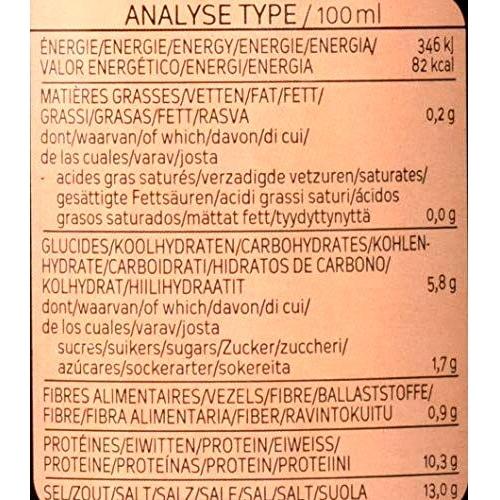 ANALYSE TYPE / 100 ml
ÉNERGIE/ENERGIE/ENERGY/ENERGIE/ENERGIA/ 346 kJ
VALOR ENERGÉTICO/ENERGI/ENERGIA 82 kcal
MATIÈRES GRASSES/VETTEN/FAT/FETT/
GRASSI/GRASAS/FETT/RASVA 0,2 g
dont/waarvan/of which/davon/di cui/
de las cuales/varav/josta
- acides gras saturés/verzadigde vetzuren/saturates/
gesättigte Fettsäuren/acidi grassi saturi/ácidos
grasos saturados/mättat fett/tyydyttynyttä 0,0 g
GLUCIDES/KOOLHYDRATEN/CARBOHYDRATES/KOHLEN-
HYDRATE/CARBOIDRATI/HIDRATOS DE CARBONO/
KOLHYDRAT/HIILIHYDRAATIT 5,8 g
dont/waarvan/of which/davon/di cui/
de los cuales/varav/josta
sucres/suikers/sugars/Zucker/zuccheri/
azúcares/sockerarter/sokereita 1,7 g
FIBRES ALIMENTAIRES/VEZELS/FIBRE/BALLASTSTOFFE/
FIBRE/FIBRA ALIMENTARIA/FIBER/RAVINTOKUITU 0,9 g
PROTÉINES/EIWITTEN/PROTEIN/EIWEISS/
PROTEINE/PROTEÍNAS/PROTEIN/PROTEIINI 10,3 g
SEL/ZOUT/SALT/SALZ/SALE/SAL/SALT/SUOLA 13,0 g